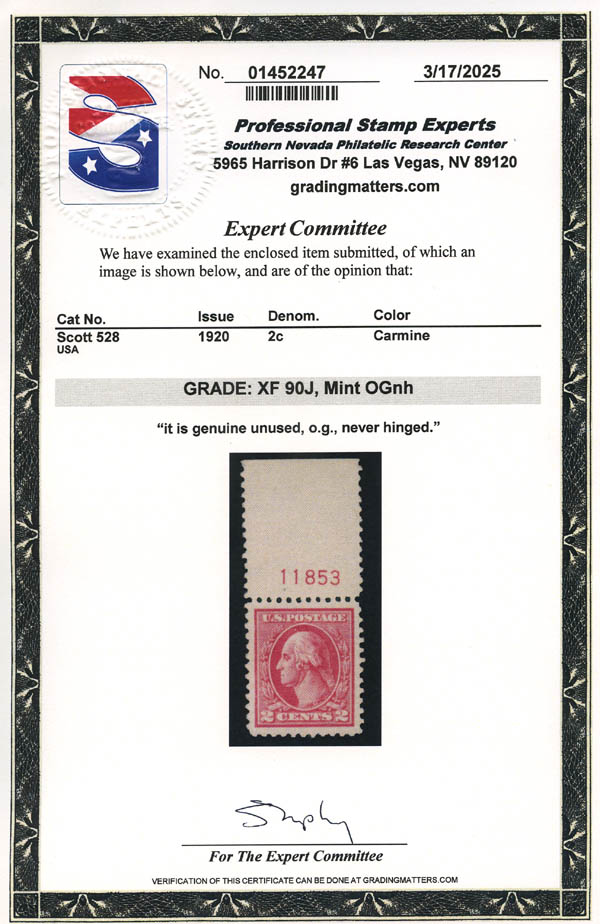 No. 01452247 3/17/2025
Professional Stamp Experts
Southern Nevada Philatelic Research Center
5965 Harrison Dr #6 Las Vegas, NV 89120
gradingmatters.com
Expert Committee
We have examined the enclosed item submitted, of which an
image is shown below, and are of the opinion that:
Cat No. Issue Denom. Color
Scott 528 1920 2c Carmine
USA
GRADE: XF 90J, Mint OGnh
“it is genuine unused, o.g., never hinged.”
11853
U.S. POSTAGE
2 CENTS 2
For The Expert Committee
VERIFICATION OF THIS CERTIFICATE CAN BE DONE AT GRADINGMATTERS.COM